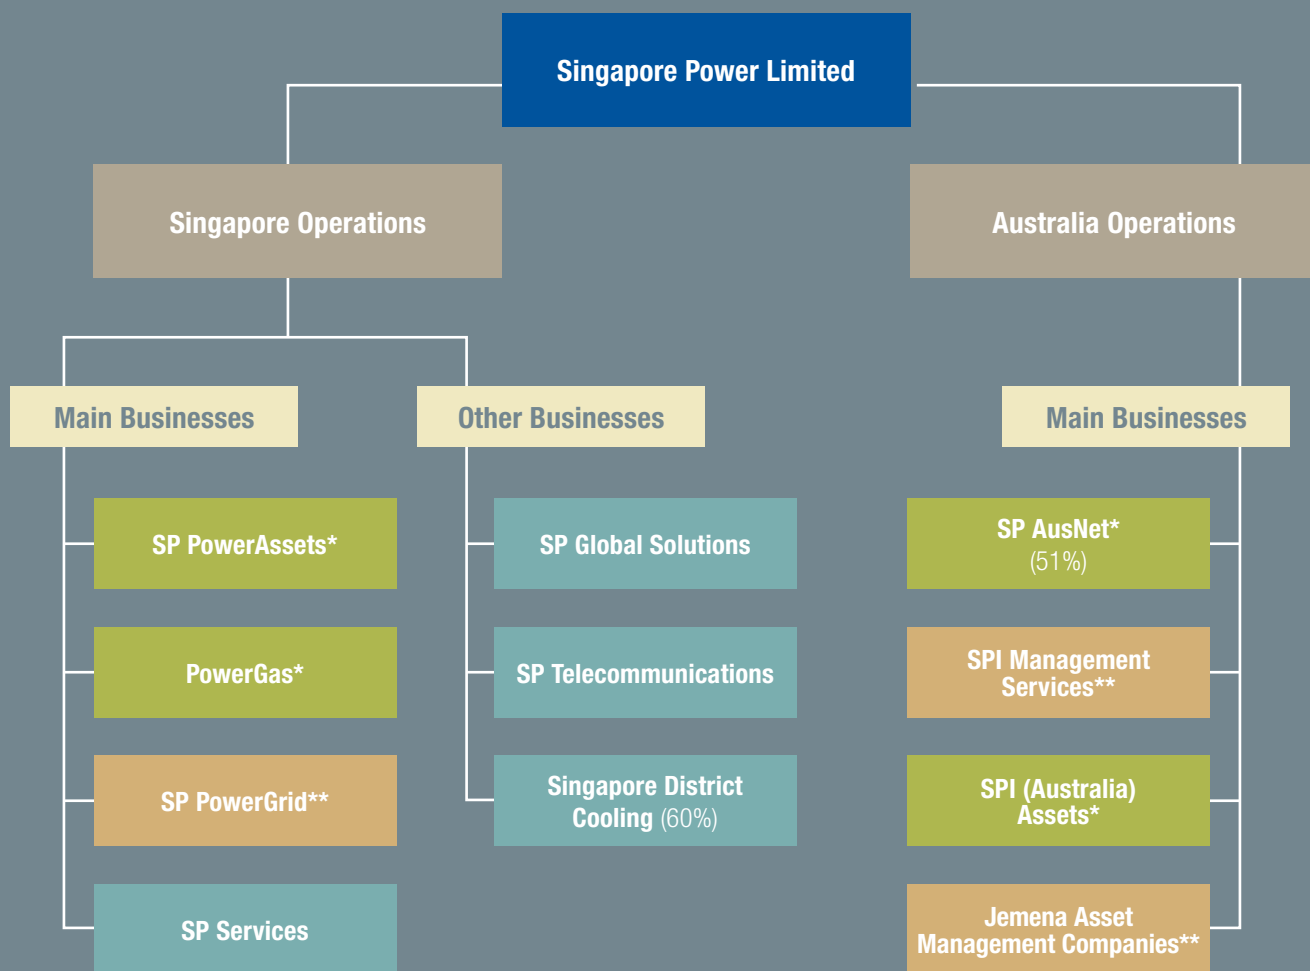 Singapore Power Limited
Singapore Operations
Australia Operations
Main Businesses
Other Businesses
Main Businesses
SP PowerAssets*
SP Global Solutions
SP AusNet*
(51%)
PowerGas*
SP Telecommunications
SPI Management
Services**
SP PowerGrid**
Singapore District
Cooling (60%)
SPI (Australia)
Assets*
SP Services
Jemena Asset
Management Companies**